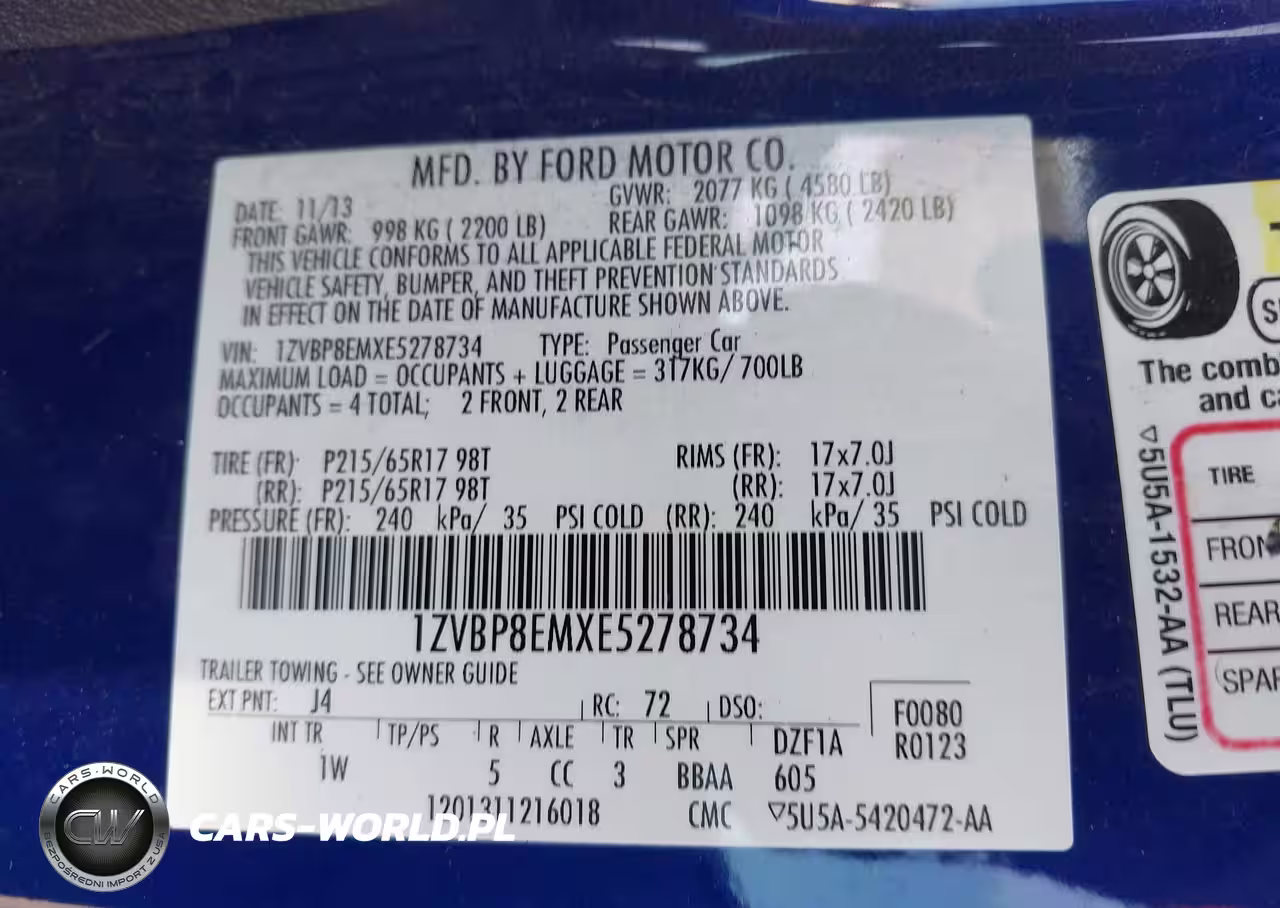 MFD. BY FORD MOTOR CO.
DATE: 11/13 GVWR: 2077 KG ( 4580 LB)
FRONT GAWR: 998 KG ( 2200 LB) REAR GAWR: 1098 KG ( 2420 LB)
THIS VEHICLE CONFORMS TO ALL APPLICABLE FEDERAL MOTOR
VEHICLE SAFETY, BUMPER, AND THEFT PREVENTION STANDARDS
IN EFFECT ON THE DATE OF MANUFACTURE SHOWN ABOVE.
VIN: 1ZVBP8EMXE5278734 TYPE: Passenger Car
MAXIMUM LOAD = OCCUPANTS + LUGGAGE = 317KG/ 700LB
OCCUPANTS = 4 TOTAL; 2 FRONT, 2 REAR
TIRE (FR): P215/65R17 98T RIMS (FR): 17x7.0J
(RR): P215/65R17 98T (RR): 17x7.0J
PRESSURE (FR): 240 kPa/ 35 PSI COLD (RR): 240 kPa/ 35 PSI COLD
1ZVBP8EMXE5278734
TRAILER TOWING - SEE OWNER GUIDE
EXT PNT: J4 RC: 72 DSO: F0080
INT TR TP/PS R AXLE TR SPR DZF1A R0123
1W 5 CC 3 BBAA 605
1201311216018 CMC ▽5U5A-5420472-AA
The comb
and ca
TIRE
FRON
REAR
SPAR
▽5U5A-1532-AA (TLU)
CARS-WORLD
CW
BEZPOŚREDNI IMPORT Z USA
CARS-WORLD.PL